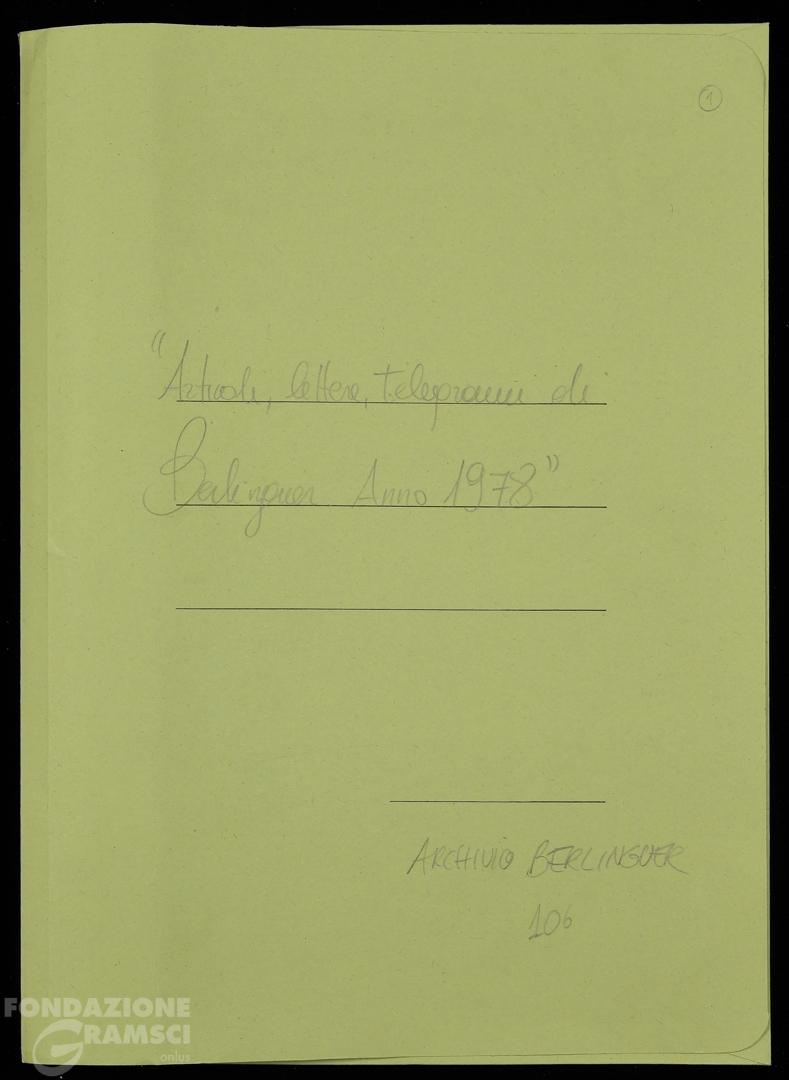 1
"Articoli, lettere, telegrammi di
Berlinguer Anno 1978"
ARCHIVIO BERLINGUER
106
FONDAZIONE
GRAMSCI
onlus